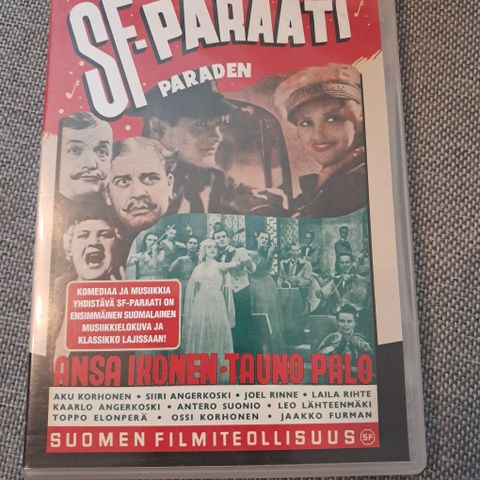 SF-PARAATI
PARADEN
KOMEDIAA JA MUSIIKKIA
YHDISTÄVÄ SF-PARAATI ON
ENSIMMÄINEN SUOMALAINEN
MUSIIKKIELOKUVA JA
KLASSIKKO LAJISSAAN!
ANSA IKONEN·TAUNO PALO
AKU KORHONEN • SIIRI ANGERKOSKI • JOEL RINNE • LAILA RIHTE
KAARLO ANGERKOSKI • ANTERO SUONIO • LEO LÄHTEENMÄKI
TOPPO ELONPERÄ • OSSI KORHONEN • JAAKKO FURMAN
SUOMEN FILMITEOLLISUUS SF